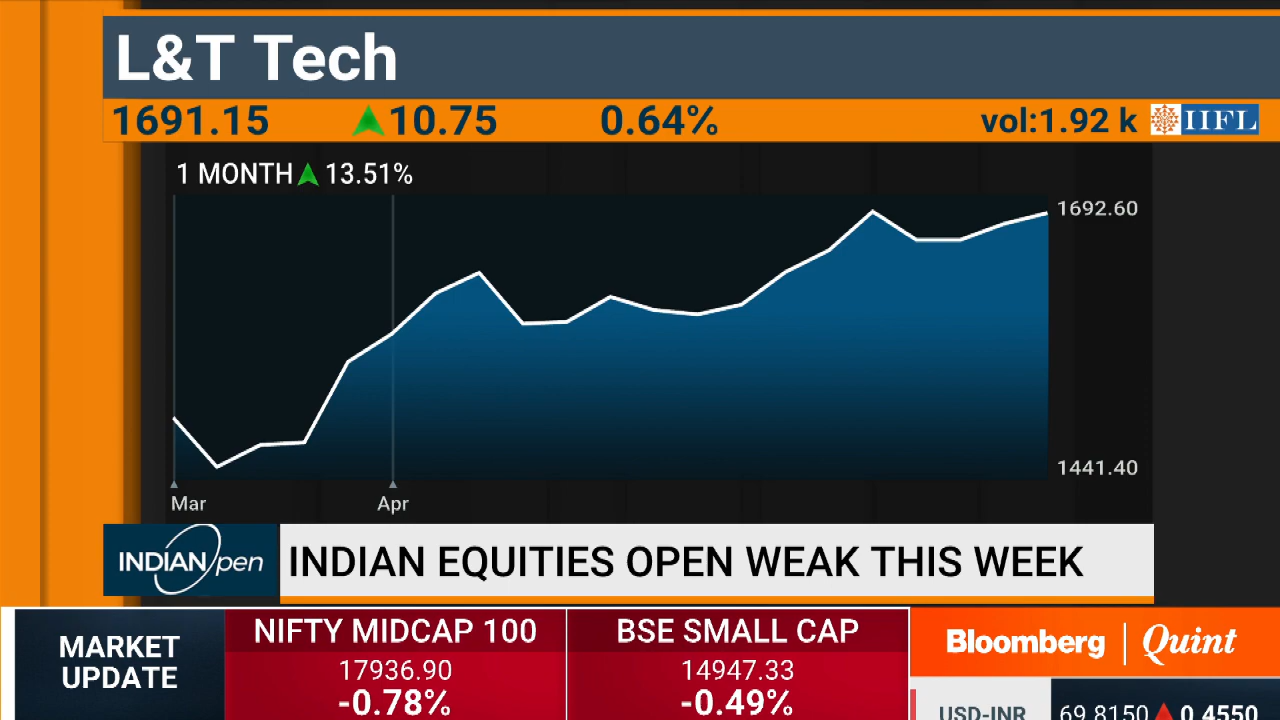 L&T Tech
1691.15 10.75 0.64% vol:1.92 k IIFL
1 MONTH 13.51%
1692.60
1441.40
Mar Apr
INDIANOpen INDIAN EQUITIES OPEN WEAK THIS WEEK
MARKET
UPDATE
NIFTY MIDCAP 100
17936.90
-0.78%
BSE SMALL CAP
14947.33
-0.49%
Bloomberg | Quint
USD-INR 69.8150 0.4550